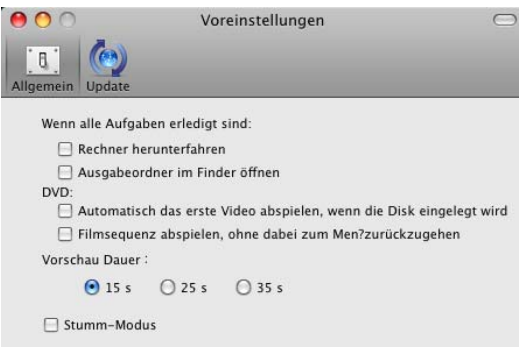 Voreinstellungen
Allgemein Update
Wenn alle Aufgaben erledigt sind:
Rechner herunterfahren
Ausgabeordner im Finder öffnen
DVD:
Automatisch das erste Video abspielen, wenn die Disk eingelegt wird
Filmsequenz abspielen, ohne dabei zum Men?zurückzugehen
Vorschau Dauer :
15 s 25 s 35 s
Stumm-Modus